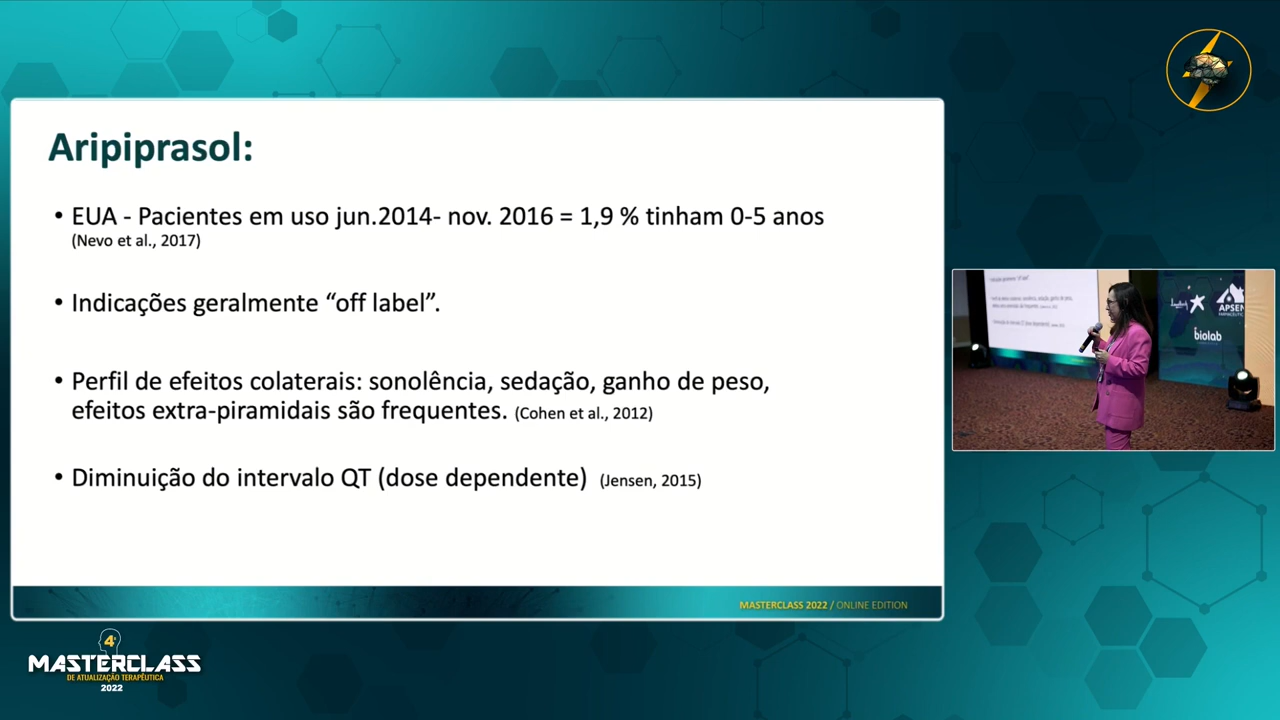 Aripiprasol:
• EUA - Pacientes em uso jun.2014- nov. 2016 = 1,9 % tinham 0-5 anos
(Nevo et al., 2017)
• Indicações geralmente “off label”.
• Perfil de efeitos colaterais: sonolência, sedação, ganho de peso,
efeitos extra-piramidais são frequentes. (Cohen et al., 2012)
• Diminuição do intervalo QT (dose dependente) (Jensen, 2015)
MASTERCLASS 2022 / ONLINE EDITION
APSEN
biolab
4ª
MASTERCLASS
DE ATUALIZAÇÃO TERAPÊUTICA
2022